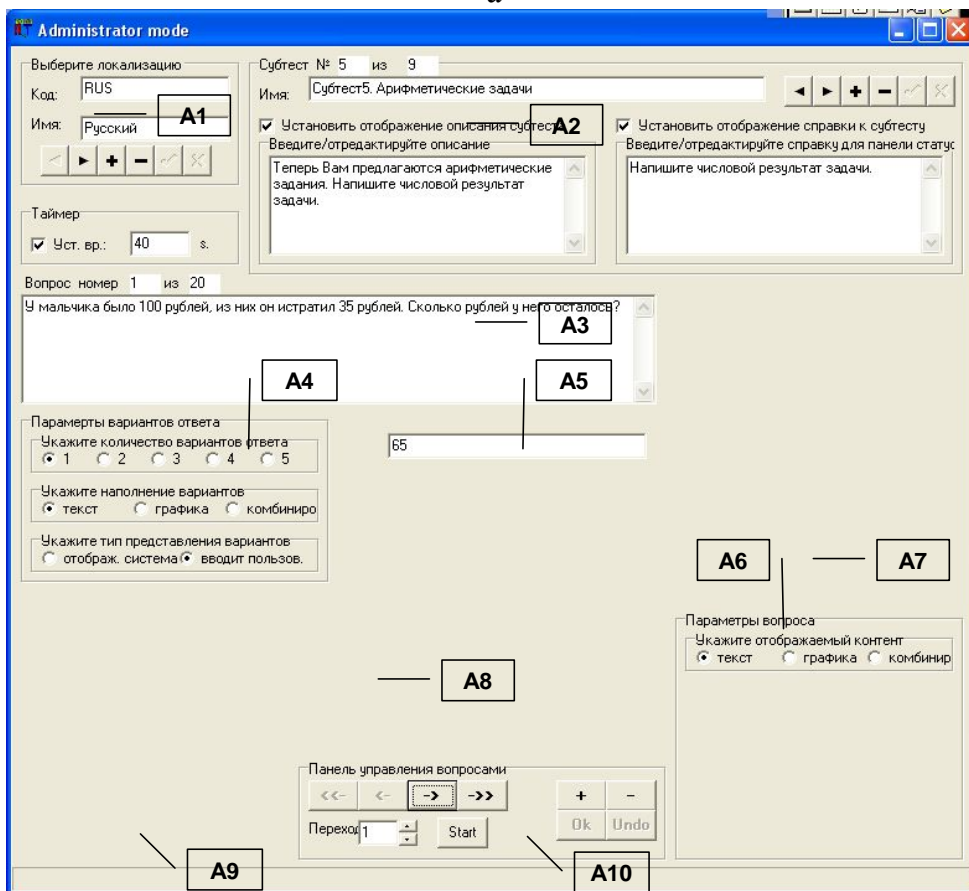 a
Administrator mode
Выберите локализацию
Код: RUS
Имя: Русский
A1
Таймер
Уст. вр.: 40 s.
Субтест № 5 из 9
Имя: Субтест5. Арифметические задачи
Установить отображение описания субтеста
A2
Введите/отредактируйте описание
Теперь Вам предлагаются арифметические
задания. Напишите числовой результат
задачи.
Установить отображение справки к субтесту
Введите/отредактируйте справку для панели статус
Напишите числовой результат задачи.
Вопрос номер 1 из 20
У мальчика было 100 рублей, из них он истратил 35 рублей. Сколько рублей у него осталось?
A3
A4
A5
Парамерты вариантов ответа
Укажите количество вариантов ответа
1 2 3 4 5
65
Укажите наполнение вариантов
текст графика комбиниро
Укажите тип представления вариантов
отображ. система вводит пользов.
A6
A7
Параметры вопроса
Укажите отображаемый контент
текст графика комбинир
A8
Панель управления вопросами
<<- <- -> ->> + -
Переход 1 Start Ok Undo
A9
A10